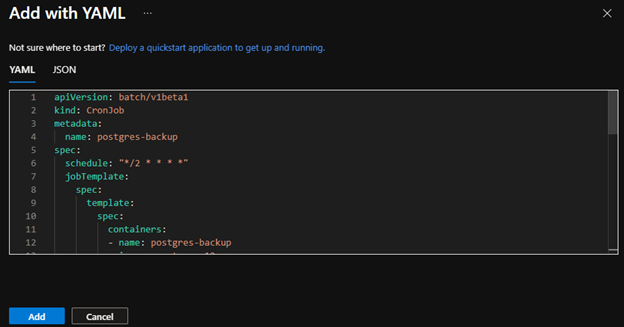 Add with YAML ...
Not sure where to start? Deploy a quickstart application to get up and running.
YAML JSON
1 apiVersion: batch/v1beta1
2 kind: CronJob
3 metadata:
4 name: postgres-backup
5 spec:
6 schedule: "*/2 * * * *"
7 jobTemplate:
8 spec:
9 template:
10 spec:
11 containers:
12 - name: postgres-backup
Add Cancel